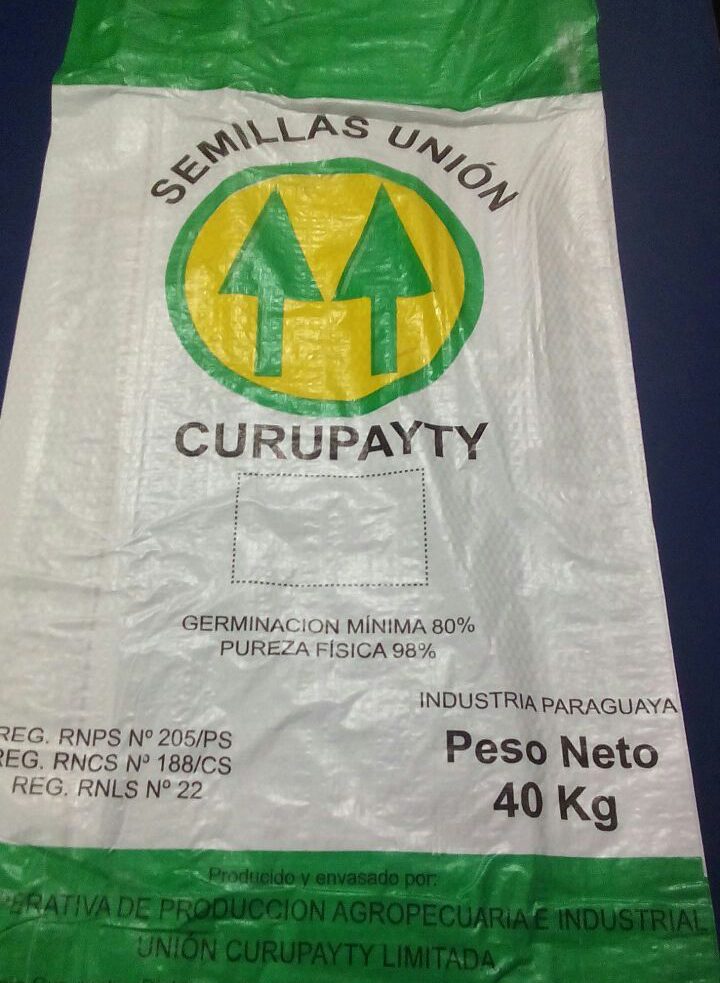 SEMILLAS UNIÓN
CURUPAYTY
GERMINACION MÍNIMA 80%
PUREZA FÍSICA 98%
INDUSTRIA PARAGUAYA
Peso Neto
40 Kg
REG. RNPS Nº 205/PS
REG. RNCS Nº 188/CS
REG. RNLS Nº 22
Producido y envasado por:
PERATIVA DE PRODUCCION AGROPECUARIA E INDUSTRIAL
UNIÓN CURUPAYTY LIMITADA